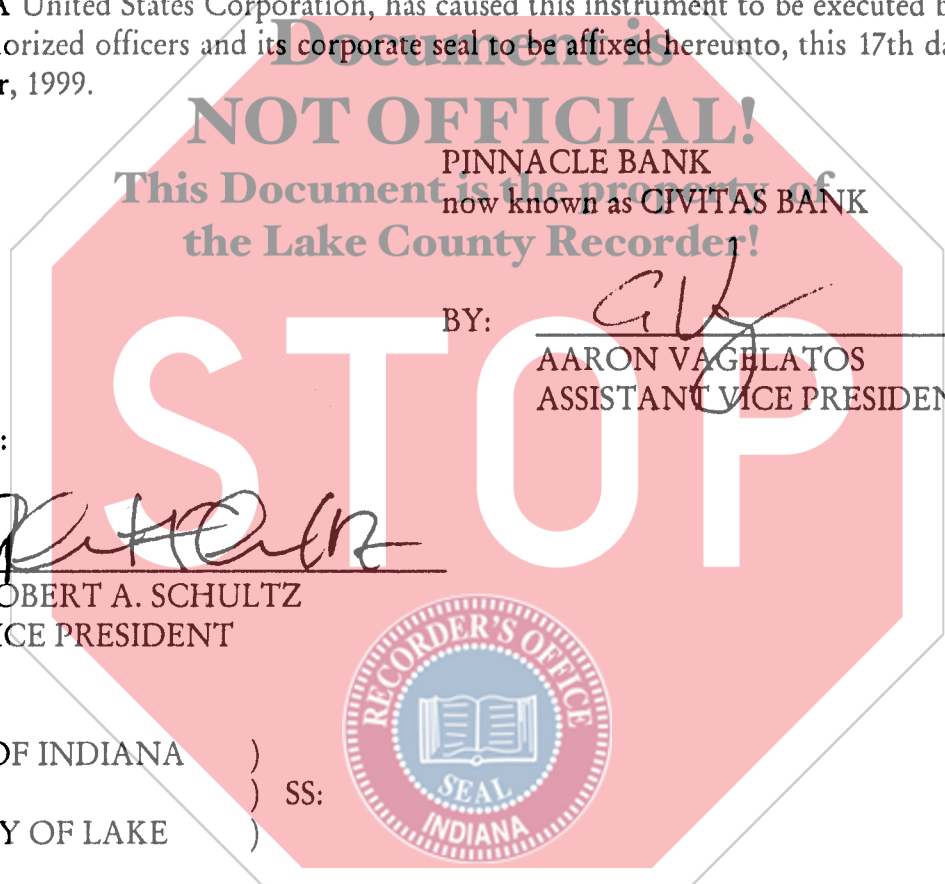 A United States Corporation, has caused this instrument to be executed b
orized officers and its corporate seal to be affixed hereunto, this 17th da
r, 1999.
Document is
NOT OFFICIAL!
This Document is the property of
the Lake County Recorder!
PINNACLE BANK
now known as CIVITAS BANK
BY:
AARON VAGELATOS
ASSISTANT VICE PRESIDEN
:
STOP
OBERT A. SCHULTZ
ICE PRESIDENT
RECORDER'S OFFICE
SEAL
INDIANA
OF INDIANA )
) SS:
Y OF LAKE )